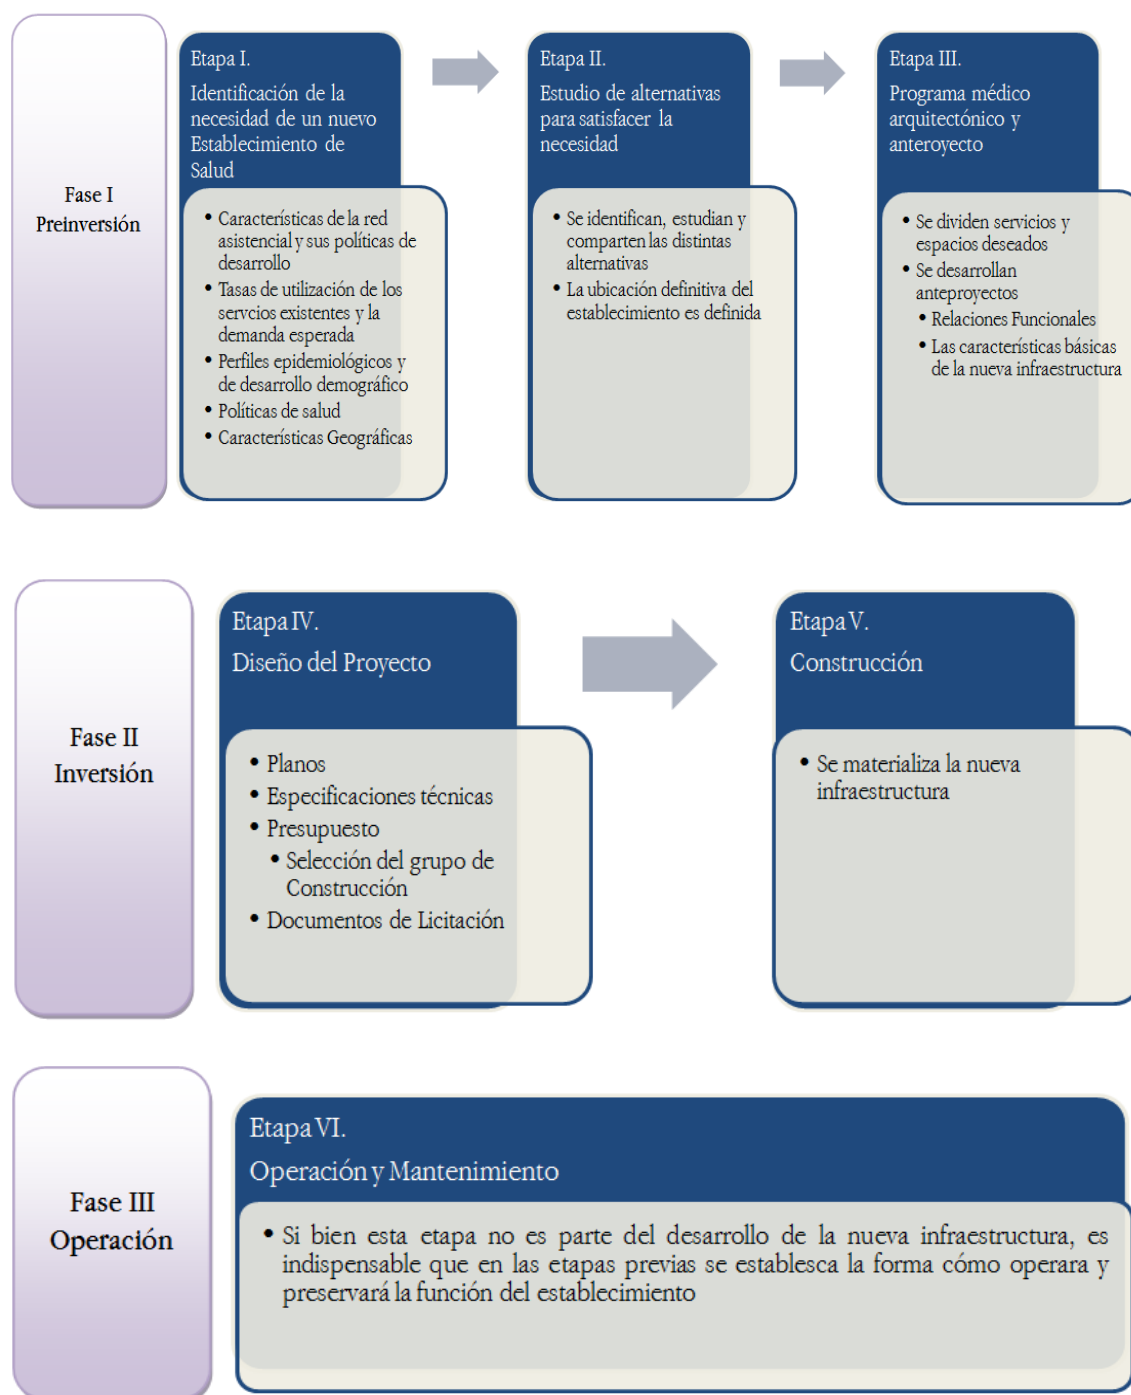 Fase I
Preinversión
Etapa I.
Identificación de la
necesidad de un nuevo
Establecimiento de
Salud
• Características de la red
asistencial y sus políticas de
desarrollo
• Tasas de utilización de los
servcios existentes y la
demanda esperada
• Perfiles epidemiológicos y
de desarrollo demográfico
• Políticas de salud
• Características Geográficas
Etapa II.
Estudio de alternativas
para satisfacer la
necesidad
• Se identifican, estudian y
comparten las distintas
alternativas
• La ubicación definitiva del
establecimiento es definida
Etapa III.
Programa médico
arquitectónico y
anteroyecto
• Se dividen servicios y
espacios deseados
• Se desarrollan
anteproyectos
• Relaciones Funcionales
• Las características básicas
de la nueva infraestructura
Fase II
Inversión
Etapa IV.
Diseño del Proyecto
• Planos
• Especificaciones técnicas
• Presupuesto
• Selección del grupo de
Construcción
• Documentos de Licitación
Etapa V.
Construcción
• Se materializa la nueva
infraestructura
Fase III
Operación
Etapa VI.
Operación y Mantenimiento
• Si bien esta etapa no es parte del desarrollo de la nueva infraestructura, es
indispensable que en las etapas previas se establesca la forma cómo operara y
preservará la función del establecimiento